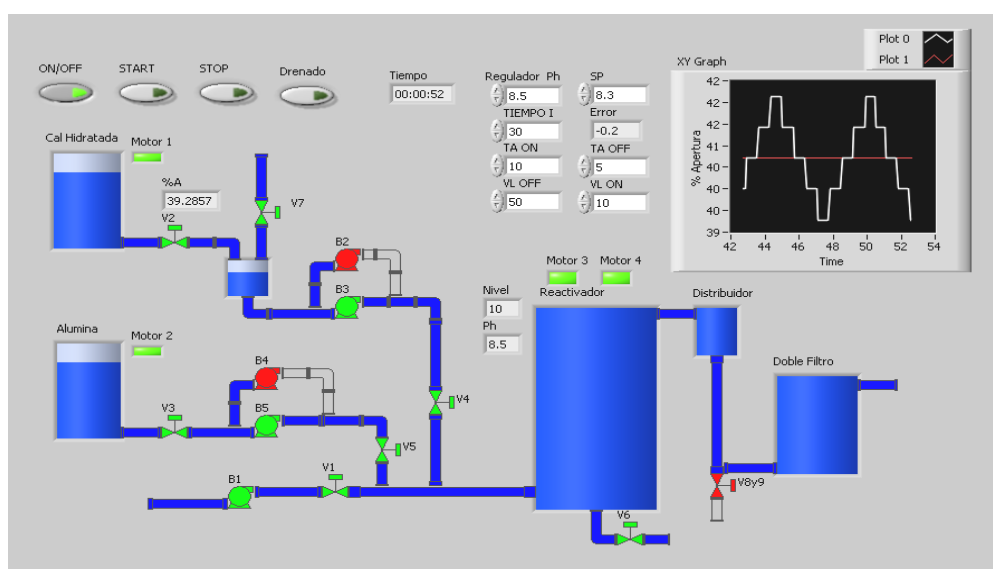 ON/OFF
START
STOP
Drenado
Tiempo
00:00:52
Regulador Ph
8.5
SP
8.3
TIEMPO I
30
Error
-0.2
TA ON
10
TA OFF
5
VL OFF
50
VL ON
10
XY Graph
Plot 0
Plot 1
% Apertura
42
42
42
41
41
40
40
40
39
42
44
46
48
50
52
54
Time
Cal Hidratada
Motor 1
%A
39.2857
V2
V7
B2
B3
Motor 3
Motor 4
Nivel
10
Ph
8.5
Reactivador
Distribuidor
Alumina
Motor 2
Doble Filtro
B4
V3
B5
V4
V5
B1
V1
V8y9
V6